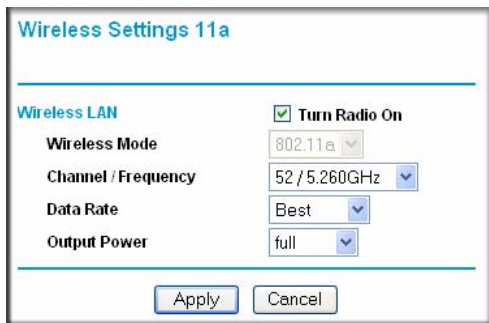 Wireless Settings 11a
Wireless LAN Turn Radio On
Wireless Mode 802.11a
Channel / Frequency 52 / 5.260GHz
Data Rate Best
Output Power full
Apply Cancel